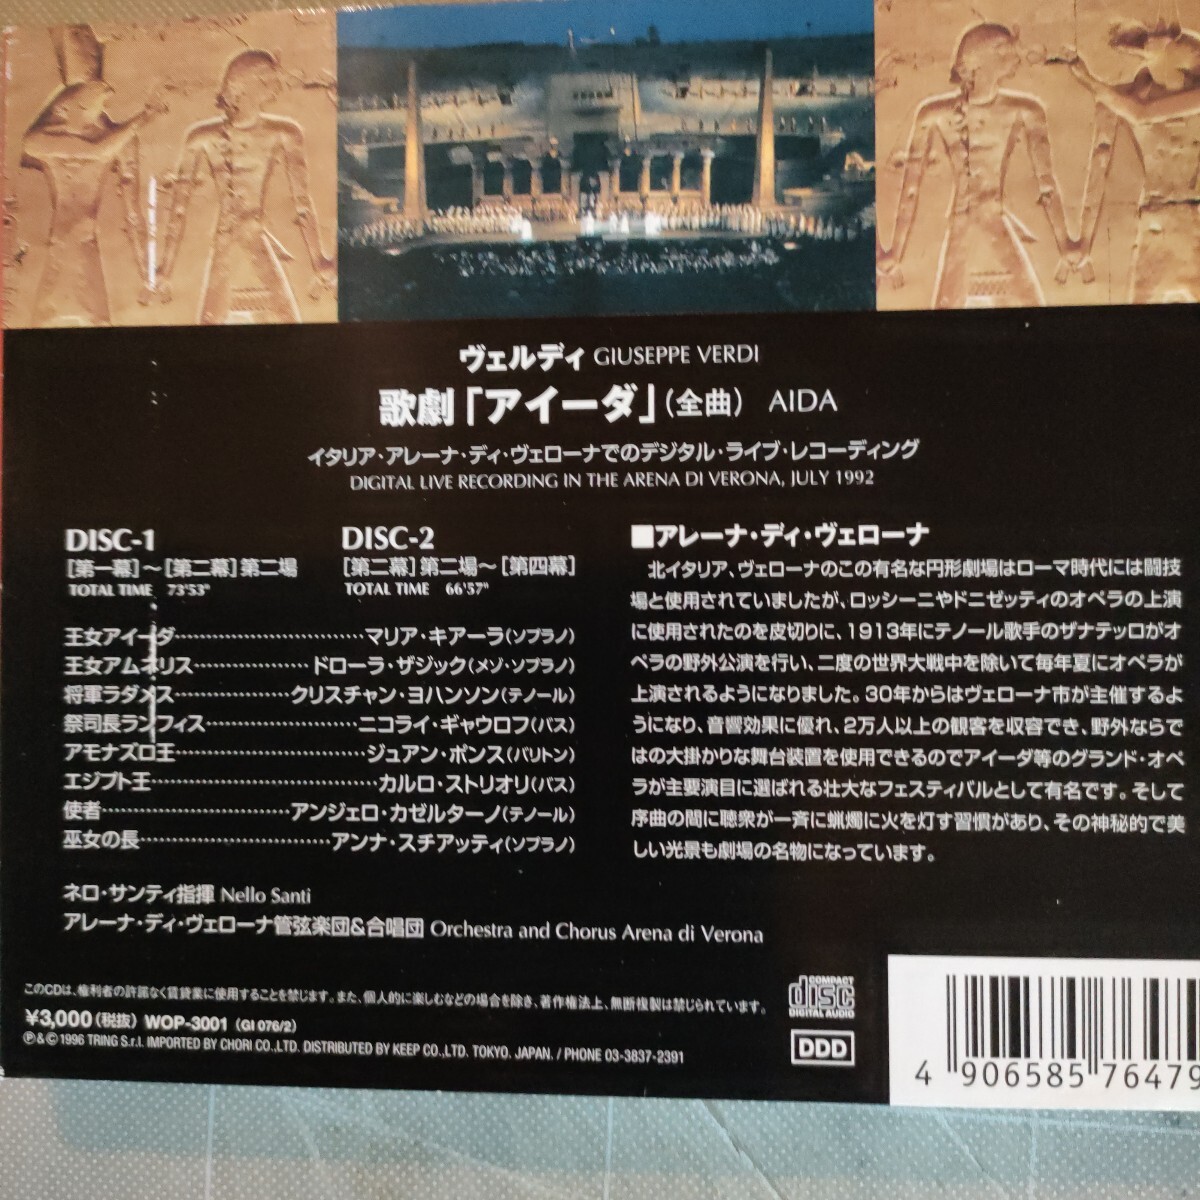 ヴェルディ GIUSEPPE VERDI
歌劇「アイーダ」(全曲) AIDA
イタリア・アレーナ・ディ・ヴェローナでのデジタル・ライブ・レコーディング
DIGITAL LIVE RECORDING IN THE ARENA DI VERONA, JULY 1992
DISC-1
[第一幕]〜[第二幕]第二場
TOTAL TIME 73'53"
DISC-2
[第二幕]第二場〜[第四幕]
TOTAL TIME 66'57"
王女アイーダ……………………………マリア・キアーラ(ソプラノ)
王女アムネリス………………ドローラ・ザジック(メゾ・ソプラノ)
将軍ラダメス………………クリスチャン・ヨハンソン(テノール)
祭司長ランフィス……………………ニコライ・ギャウロフ(バス)
アモナズロ王…………………………ジュアン・ポンス(バリトン)
エジプト王………………………………カルロ・ストリオリ(バス)
使者…………………………アンジェロ・カゼルターノ(テノール)
巫女の長…………………………アンナ・スチアッティ(ソプラノ)
ネロ・サンティ指揮 Nello Santi
アレーナ・ディ・ヴェローナ管弦楽団&合唱団 Orchestra and Chorus Arena di Verona
■アレーナ・ディ・ヴェローナ
北イタリア、ヴェローナのこの有名な円形劇場はローマ時代には闘技
場と使用されていましたが、ロッシーニやドニゼッティのオペラの上演
に使用されたのを皮切りに、1913年にテノール歌手のザナテッロがオ
ペラの野外公演を行い、二度の世界大戦中を除いて毎年夏にオペラが
上演されるようになりました。30年からはヴェローナ市が主催するよ
うになり、音響効果に優れ、2万人以上の観客を収容でき、野外ならで
はの大掛かりな舞台装置を使用できるのでアイーダ等のグランド・オペ
ラが主要演目に選ばれる壮大なフェスティバルとして有名です。そして
序曲の間に聴衆が一斉に蝋燭に火を灯す習慣があり、その神秘的で美
しい光景も劇場の名物になっています。
このCDは、権利者の許諾なく賃貸業に使用することを禁じます。また、個人的に楽しむなどの場合を除き、著作権法上、無断複製は禁じられています。
¥3,000(税抜) WOP-3001 (GI 076/2)
℗&© 1996 TRING S.r.l. IMPORTED BY CHORI CO.,LTD. DISTRIBUTED BY KEEP CO.,LTD. TOKYO. JAPAN. / PHONE 03-3837-2391
COMPACT
disc
DIGITAL AUDIO
DDD
4 906585 76479